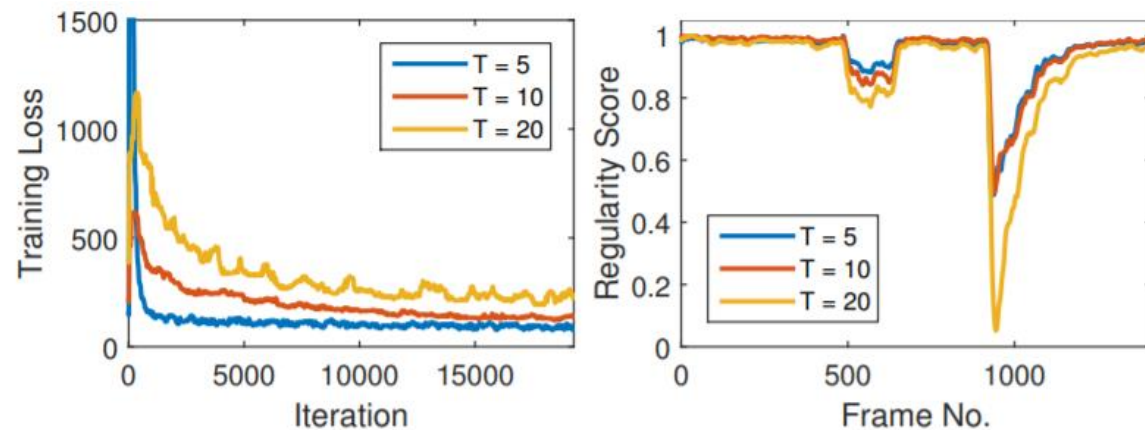 1500
1000
500
0
Training Loss
T = 5
T = 10
T = 20
0 5000 10000 15000
Iteration
1
0.8
0.6
0.4
0.2
0
Regularity Score
T = 5
T = 10
T = 20
0 500 1000
Frame No.